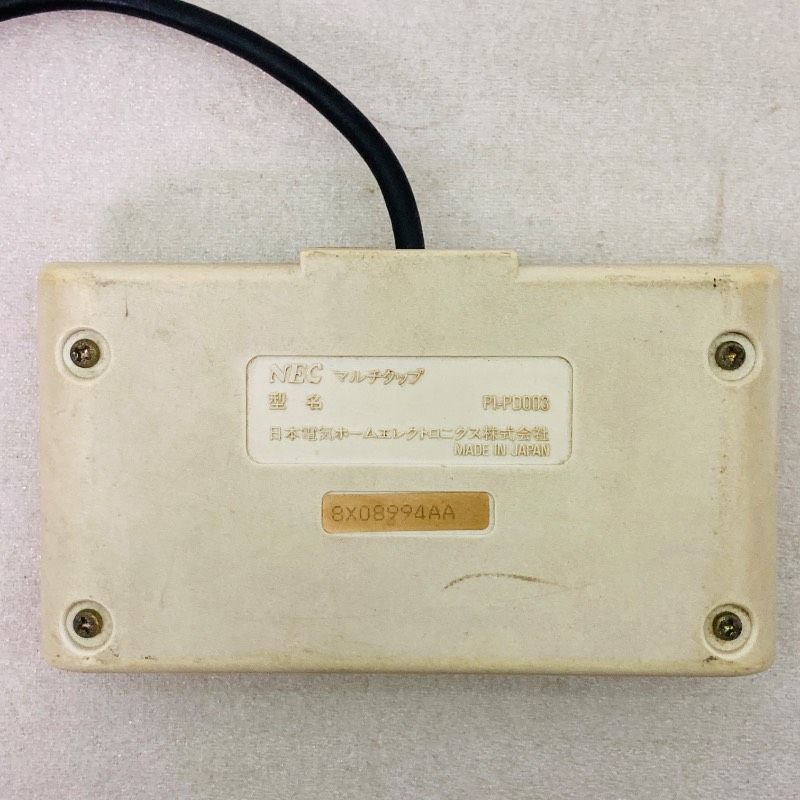 NEC マルチタップ
型名 PI-PD003
日本電気ホームエレクトロニクス株式会社
MADE IN JAPAN
8X08994AA